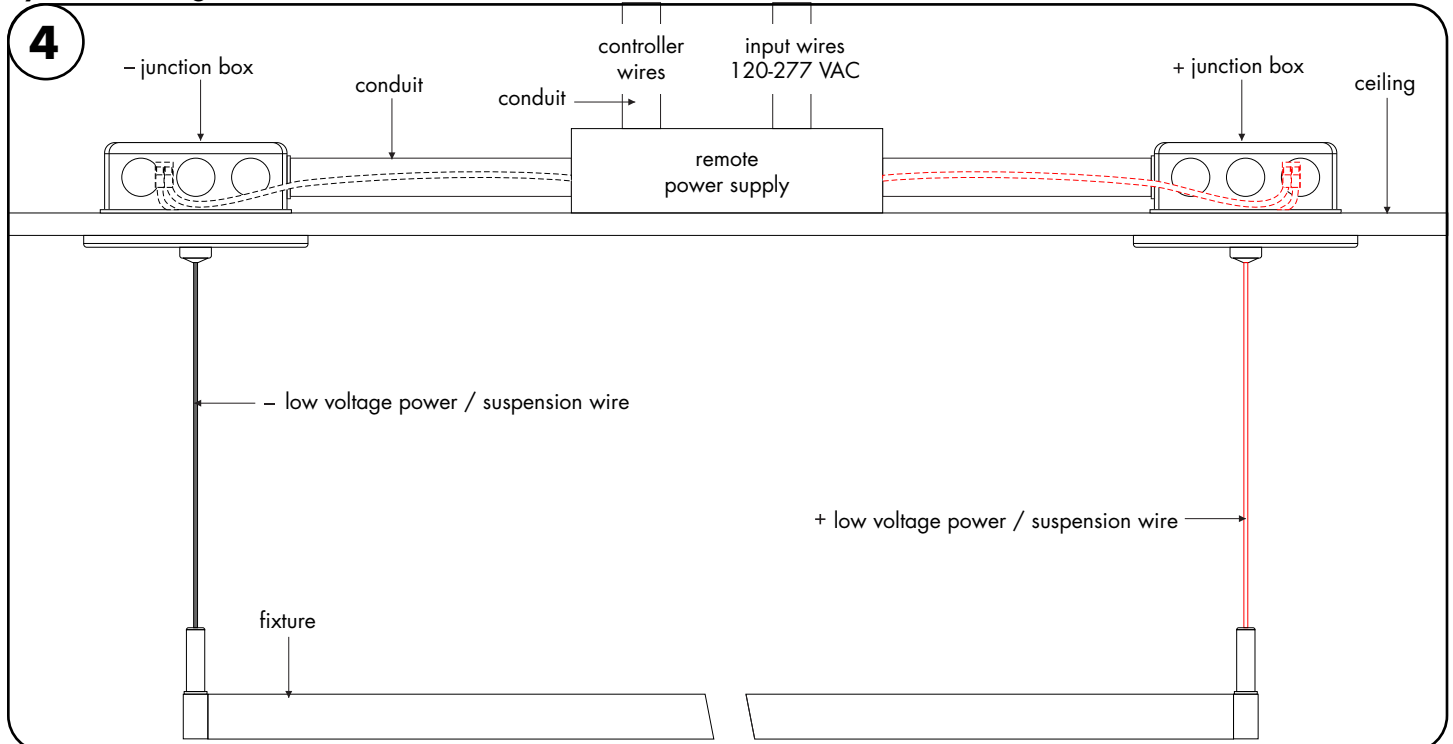 4
– junction box
conduit
conduit
controller
wires
input wires
120-277 VAC
+ junction box
ceiling
remote
power supply
– low voltage power / suspension wire
+ low voltage power / suspension wire
fixture